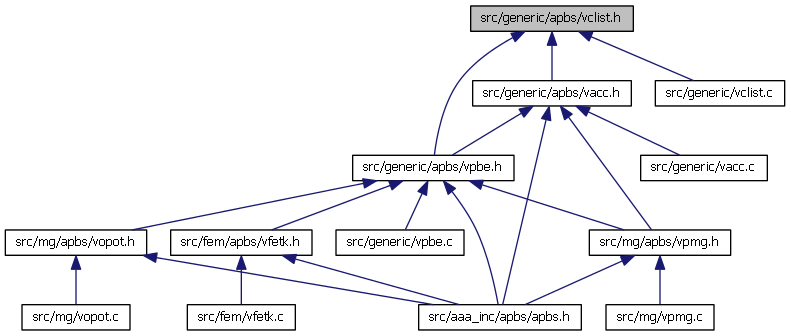 src/generic/apbs/vclist.h
src/generic/apbs/vacc.h
src/generic/vclist.c
src/generic/apbs/vpbe.h
src/generic/vacc.c
src/mg/apbs/vopot.h
src/fem/apbs/vfetk.h
src/generic/vpbe.c
src/mg/apbs/vpmg.h
src/mg/vopot.c
src/fem/vfetk.c
src/aaa_inc/apbs/apbs.h
src/mg/vpmg.c